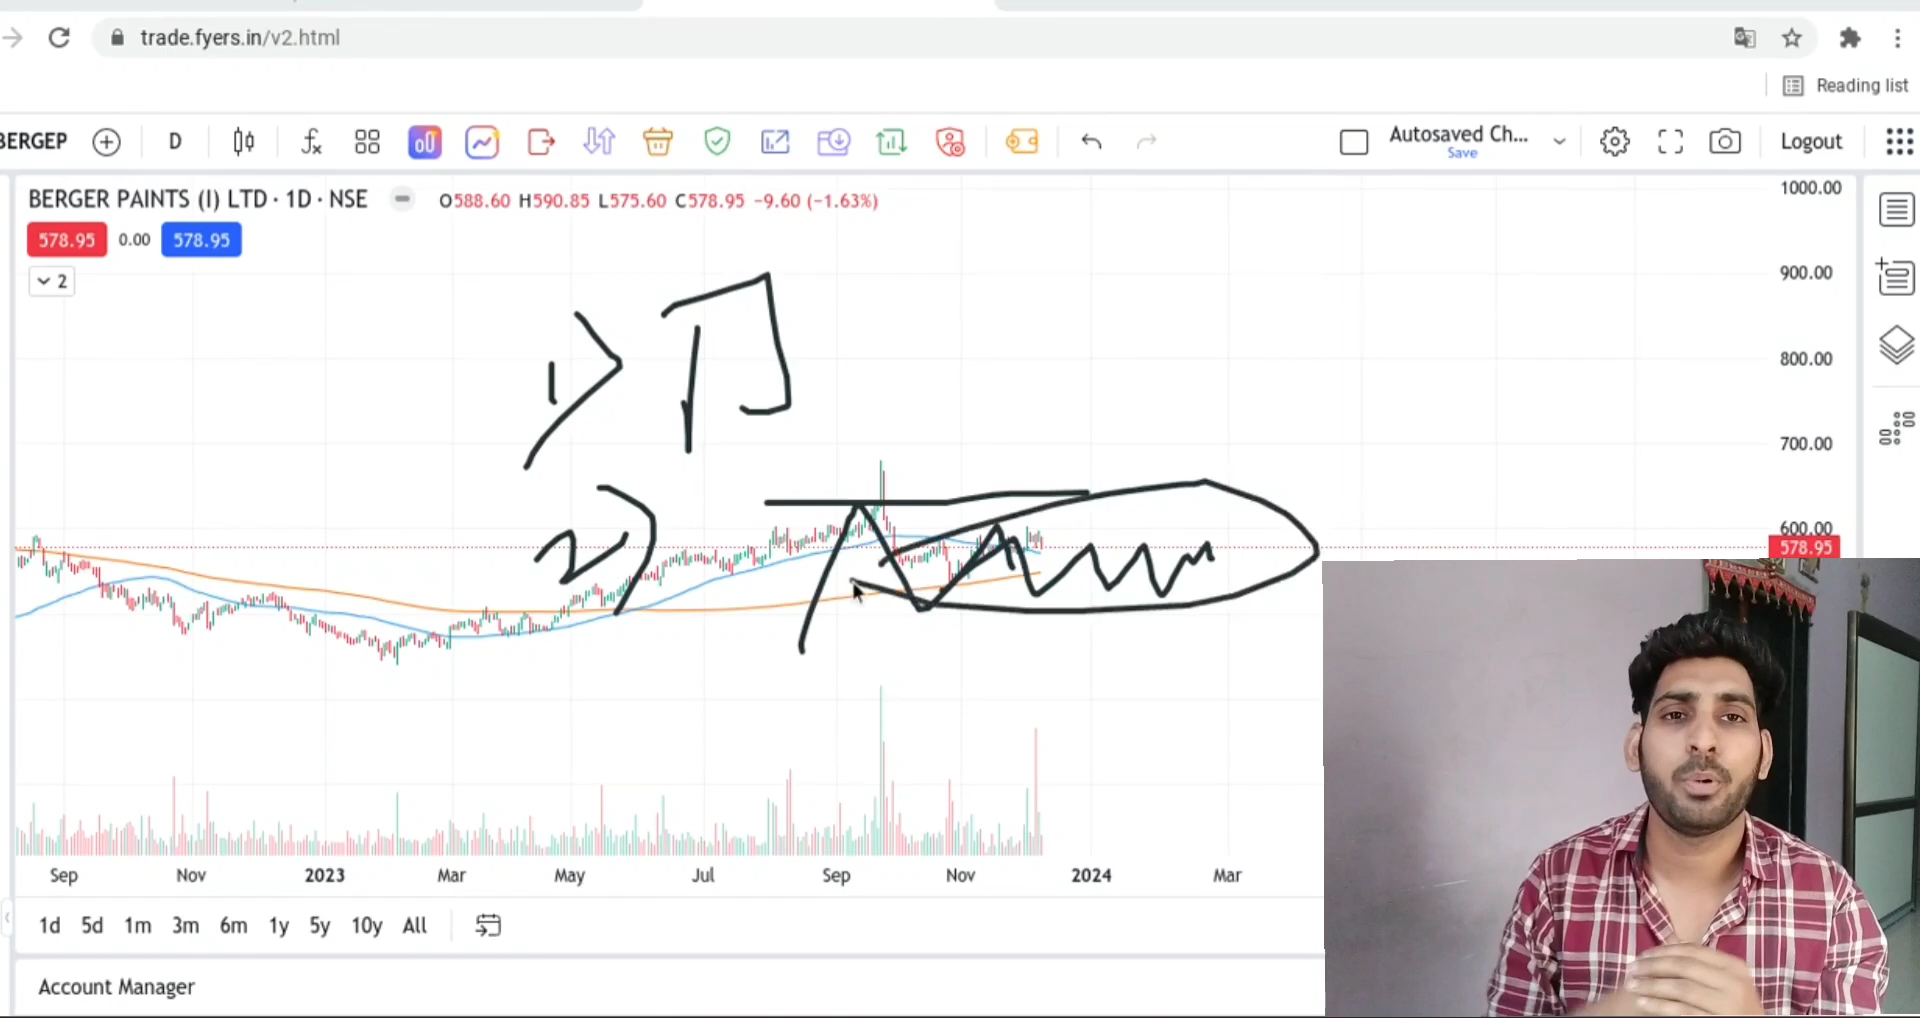 trade.fyers.in/v2.html
Reading list
BERGEP
D
Autosaved Ch...
Save
Logout
BERGER PAINTS (I) LTD · 1D · NSE
O588.60 H590.85 L575.60 C578.95 −9.60 (−1.63%)
578.95 0.00 578.95
2
1000.00
900.00
800.00
700.00
600.00
578.95
1)
2)
Sep Nov 2023 Mar May Jul Sep Nov 2024 Mar
1d 5d 1m 3m 6m 1y 5y 10y All
Account Manager